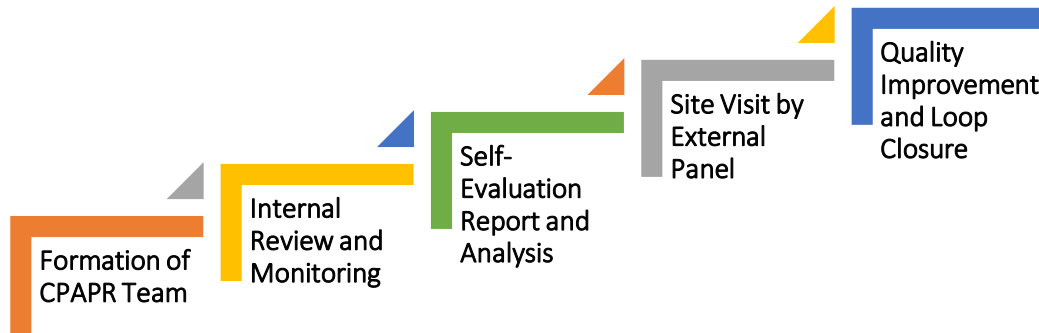 Formation of
CPAPR Team
Internal
Review and
Monitoring
Self-
Evaluation
Report and
Analysis
Site Visit by
External
Panel
Quality
Improvement
and Loop
Closure